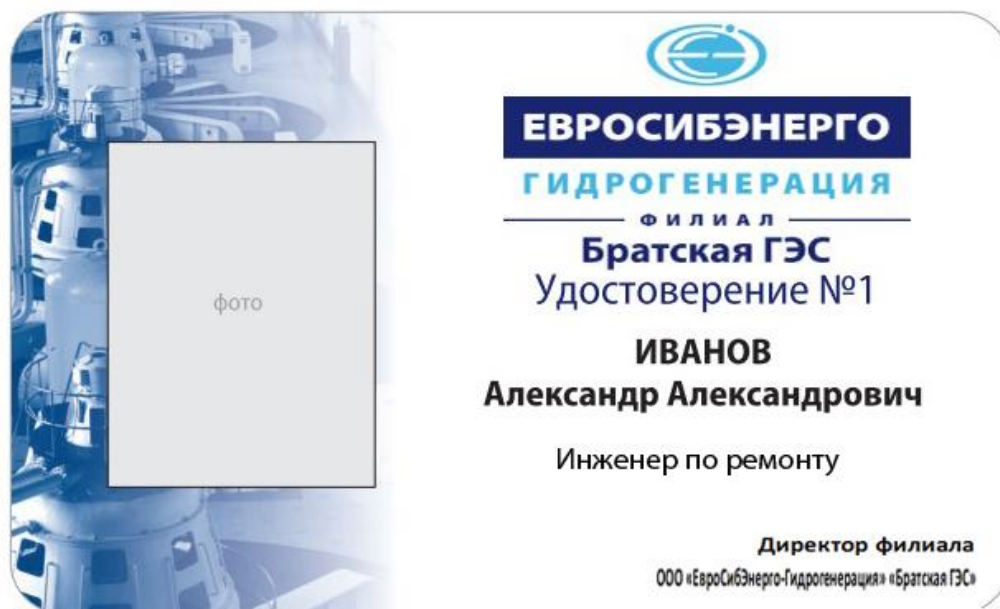 ЕВРОСИБЭНЕРГО
ГИДРОГЕНЕРАЦИЯ
ФИЛИАЛ
Братская ГЭС
Удостоверение №1
фото
ИВАНОВ
Александр Александрович
Инженер по ремонту
Директор филиала
ООО «ЕвроСибЭнерго-Гидрогенерация» «Братская ГЭС»